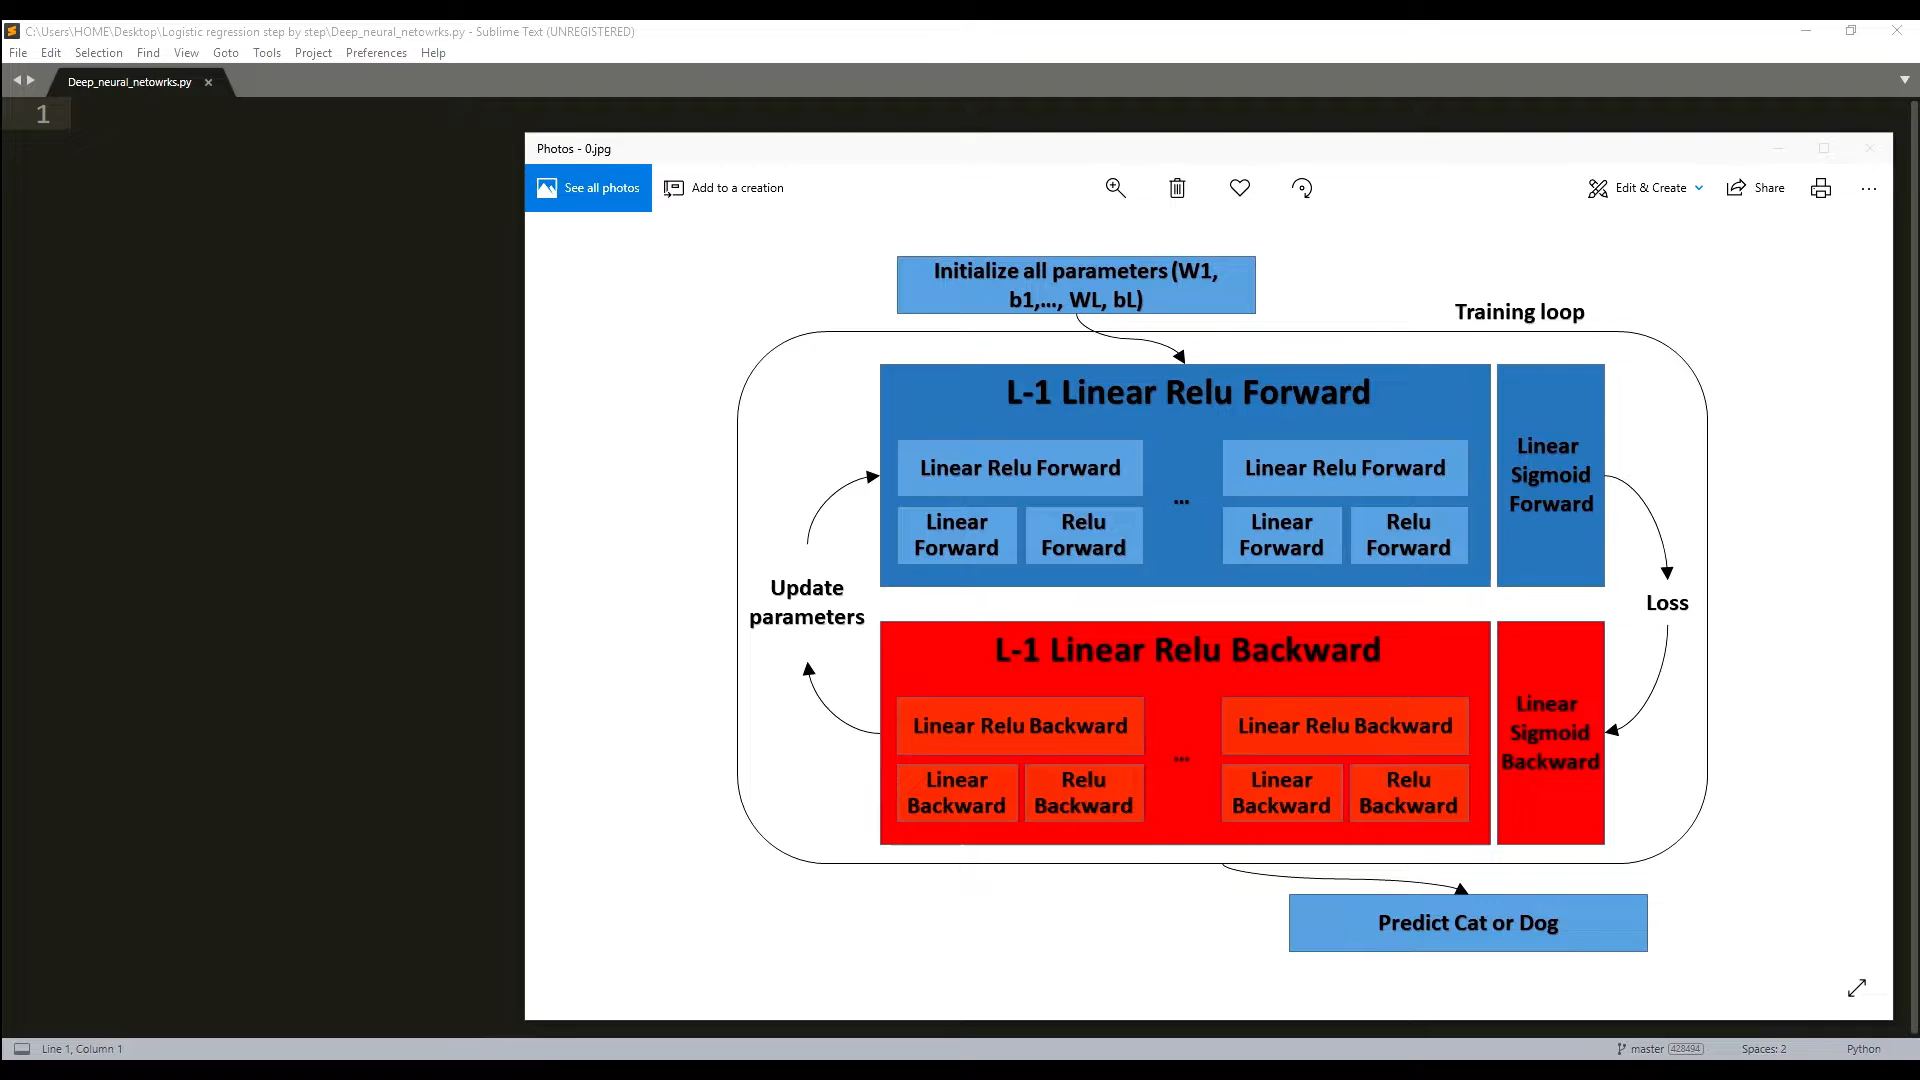 C:\Users\HOME\Desktop\Logistic regression step by step\Deep_neural_netowrks.py - Sublime Text (UNREGISTERED)
File Edit Selection Find View Goto Tools Project Preferences Help
Deep_neural_netowrks.py
1
Photos - 0.jpg
See all photos
Add to a creation
Edit & Create
Share
Initialize all parameters (W1,
b1,..., WL, bL)
Training loop
L-1 Linear Relu Forward
Linear Relu Forward
Linear
Forward
Relu
Forward
...
Linear Relu Forward
Linear
Forward
Relu
Forward
Linear
Sigmoid
Forward
Update
parameters
Loss
L-1 Linear Relu Backward
Linear Relu Backward
Linear
Backward
Relu
Backward
...
Linear Relu Backward
Linear
Backward
Relu
Backward
Linear
Sigmoid
Backward
Predict Cat or Dog
Line 1, Column 1
master 428494
Spaces: 2
Python